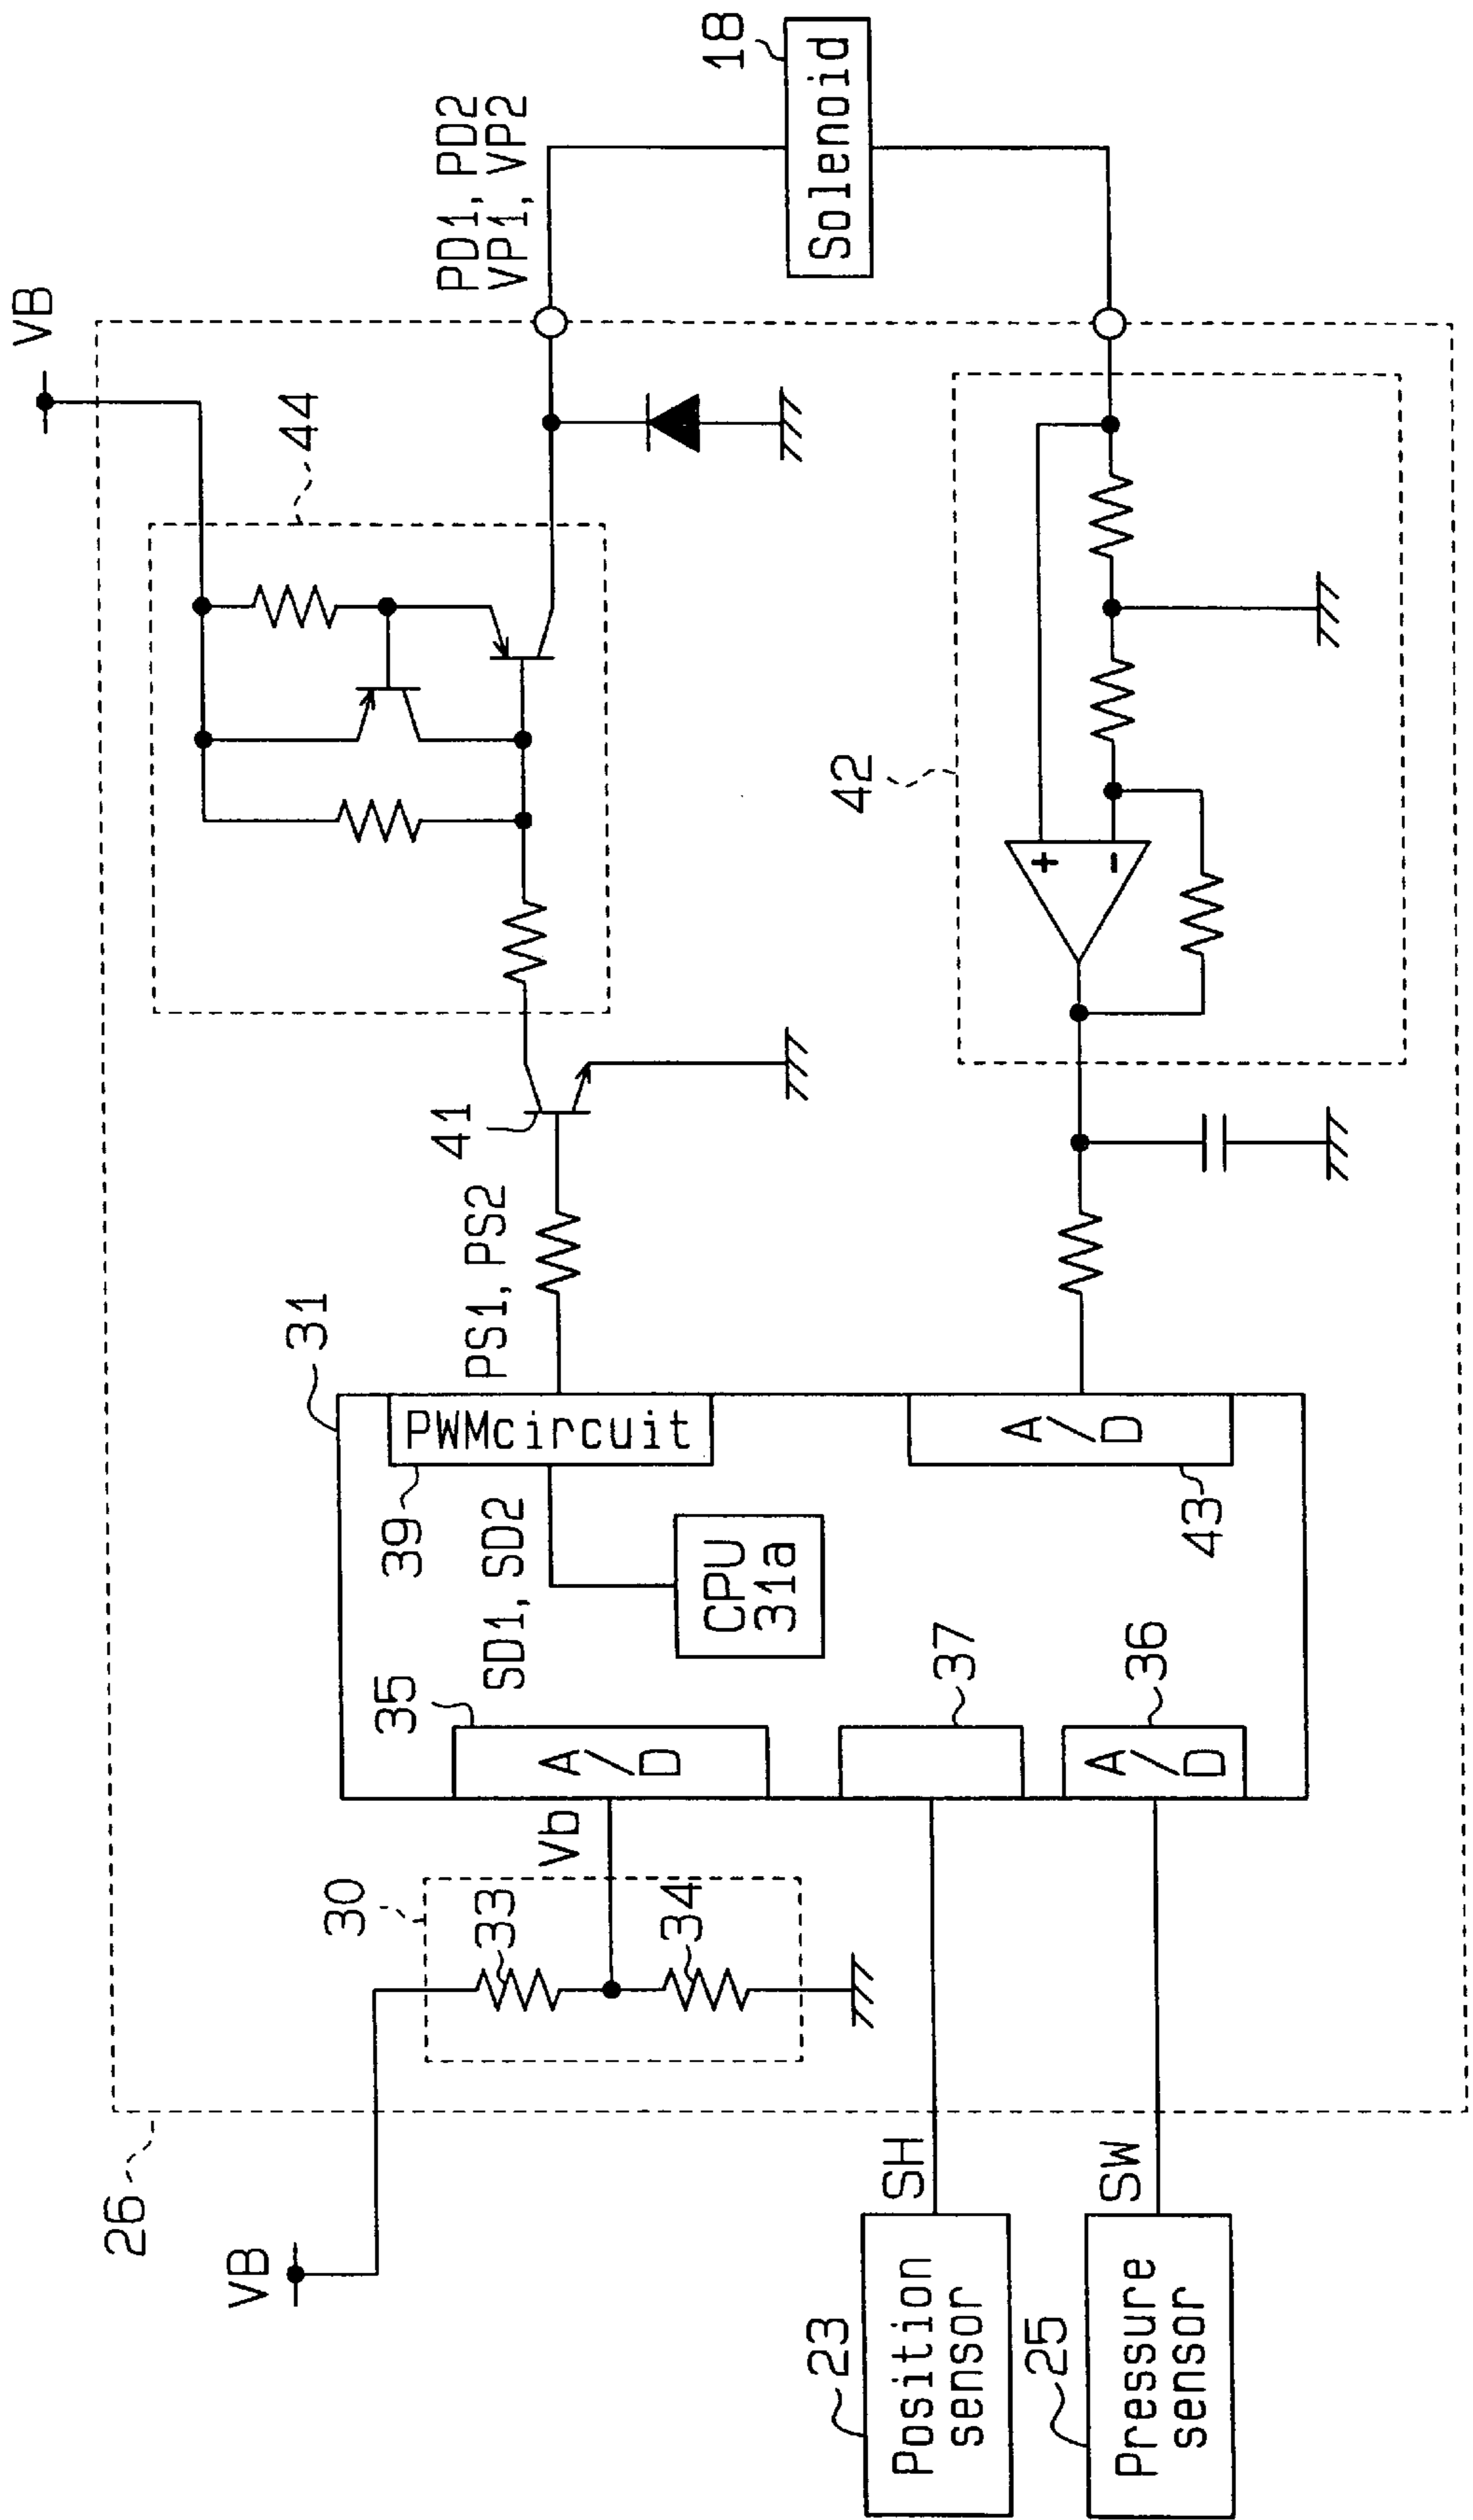 VB
26
30
33
34
Vb
35
A/D
SD1, SD2
39
PWMcircuit
31
PS1, PS2
41
44
VB
PD1, PD2
VP1, VP2
18
Solenoid
CPU
31a
42
+
-
23
Position
sensor
SH
37
25
Pressure
sensor
SW
36
A/D
43
A/D